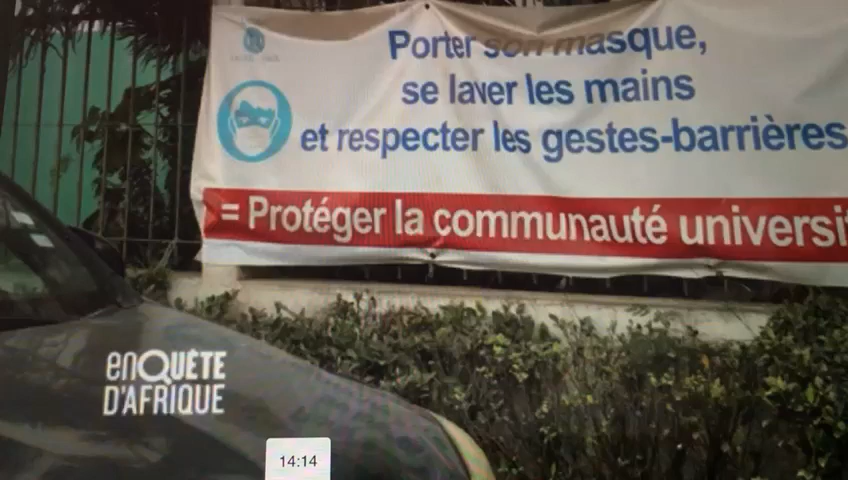 Porter son masque,
se laver les mains
et respecter les gestes-barrières
= Protéger la communauté universi
enQUÊTE
D'AFRIQUE
14:14